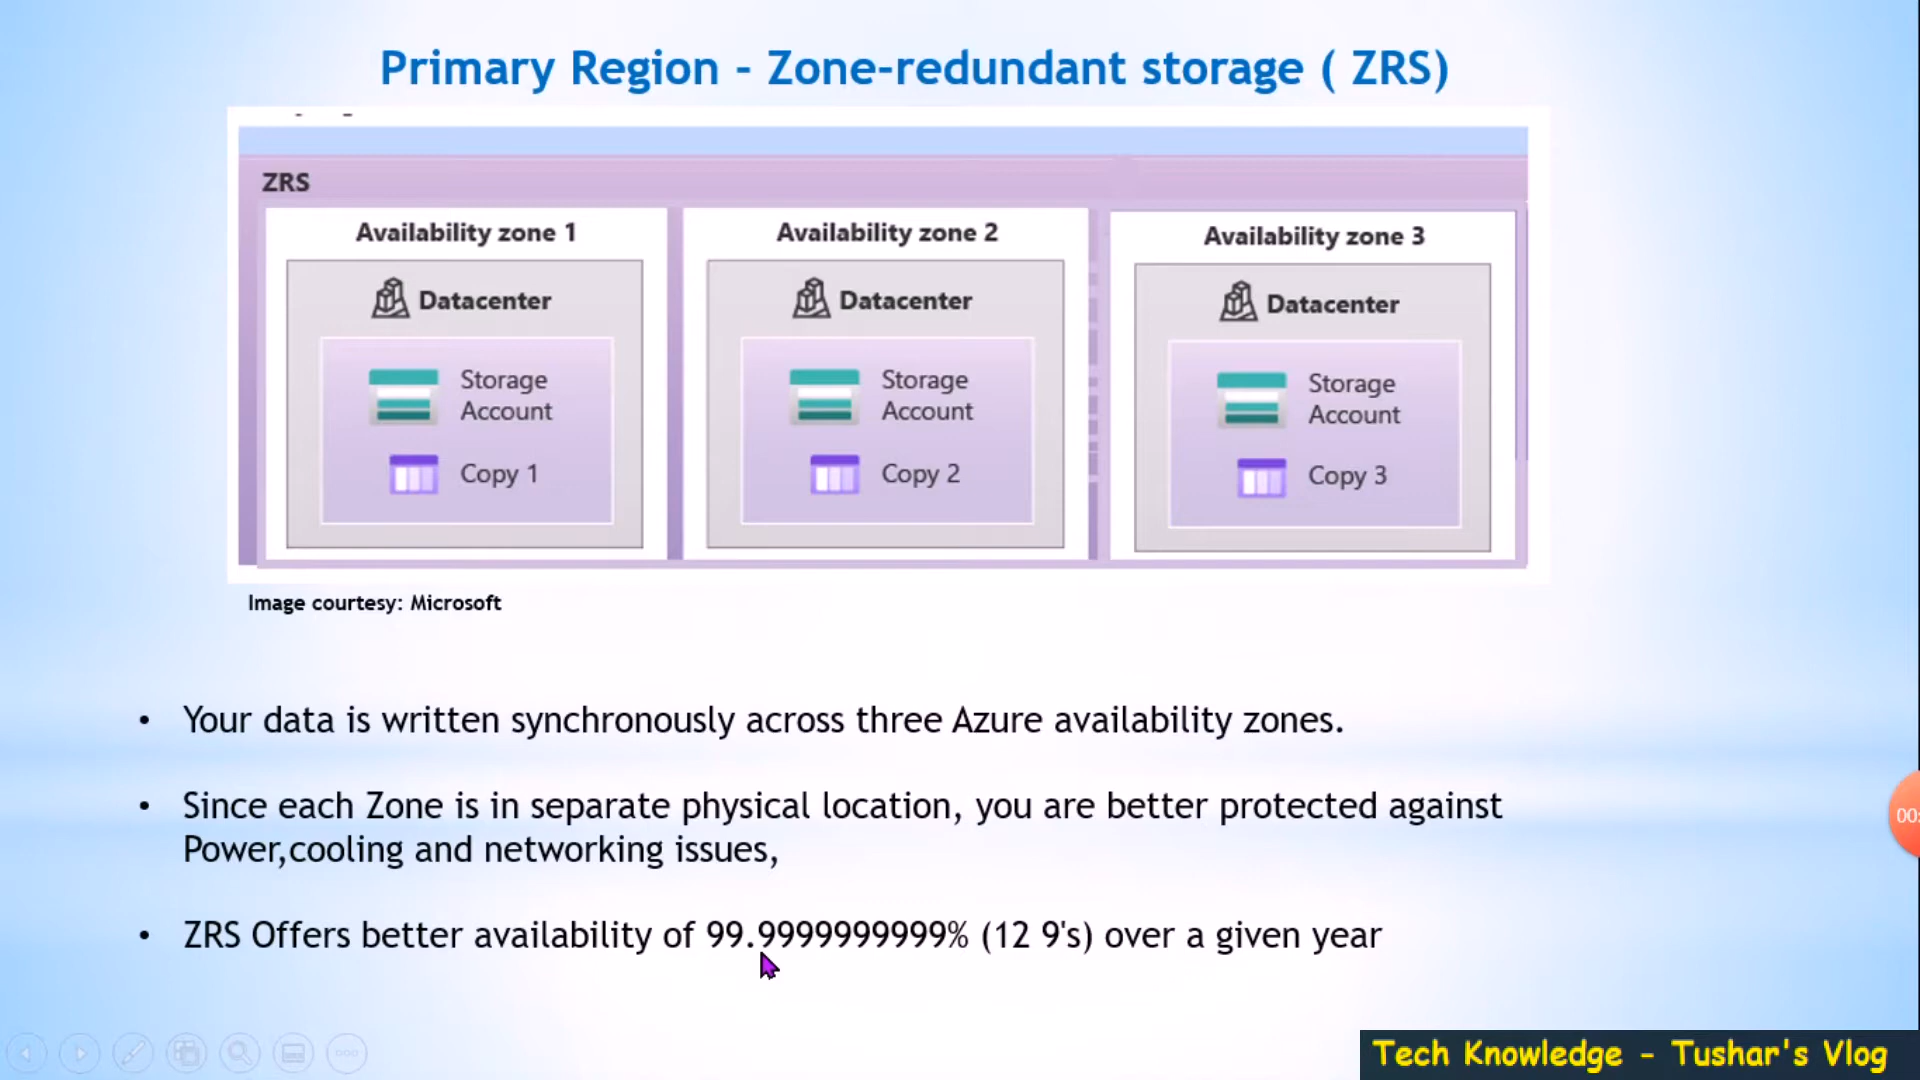 Primary Region - Zone-redundant storage ( ZRS)
ZRS
Availability zone 1
Datacenter
Storage
Account
Copy 1
Availability zone 2
Datacenter
Storage
Account
Copy 2
Availability zone 3
Datacenter
Storage
Account
Copy 3
Image courtesy: Microsoft
• Your data is written synchronously across three Azure availability zones.
• Since each Zone is in separate physical location, you are better protected against
Power,cooling and networking issues,
• ZRS Offers better availability of 99.9999999999% (12 9's) over a given year
Tech Knowledge - Tushar's Vlog